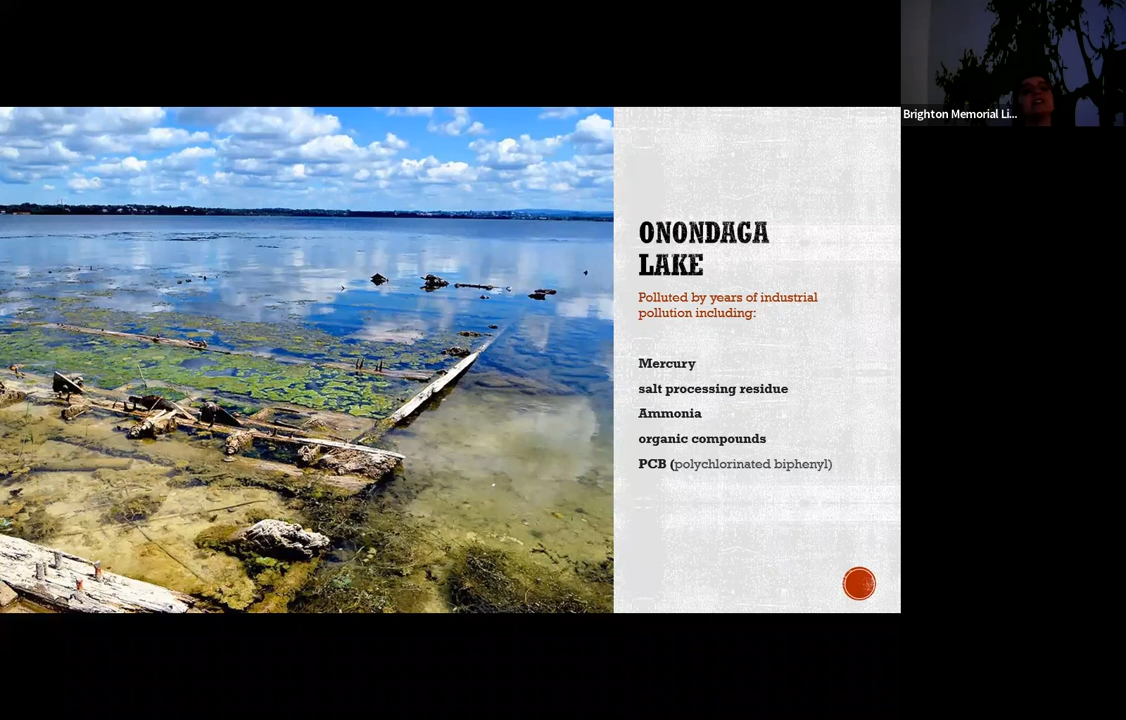 Brighton Memorial Li...
ONONDAGA
LAKE
Polluted by years of industrial
pollution including:
Mercury
salt processing residue
Ammonia
organic compounds
PCB (polychlorinated biphenyl)